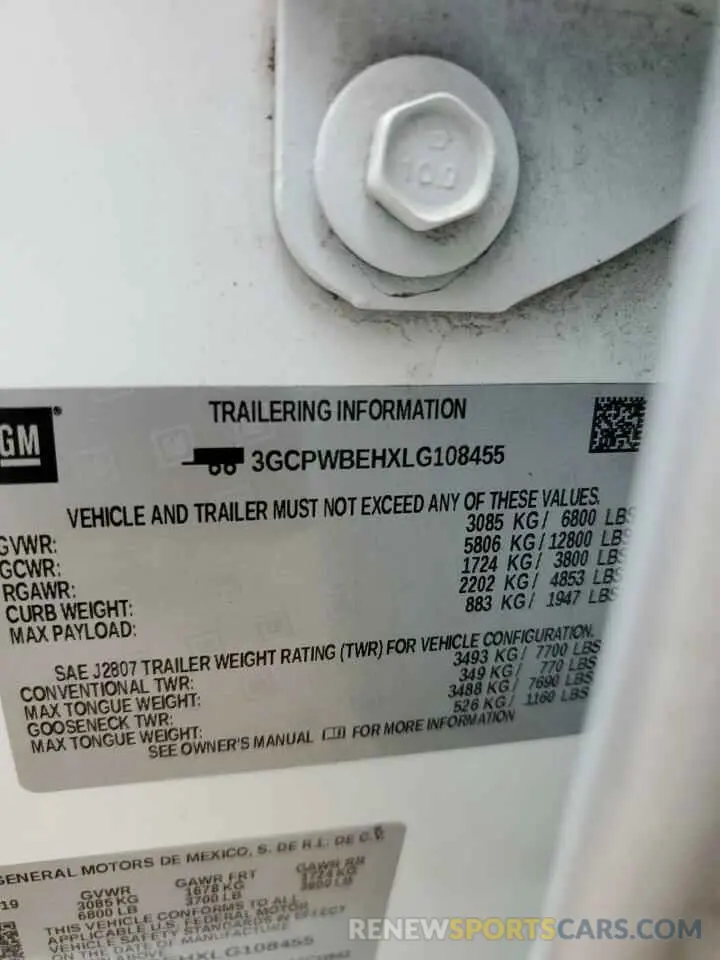 10.9
GM®
TRAILERING INFORMATION
3GCPWBEHXLG108455
VEHICLE AND TRAILER MUST NOT EXCEED ANY OF THESE VALUES.
GVWR: 3085 KG/ 6800 LBS
GCWR: 5806 KG/12800 LBS
RGAWR: 1724 KG/ 3800 LBS
CURB WEIGHT: 2202 KG/ 4853 LBS
MAX PAYLOAD: 883 KG/ 1947 LBS
SAE J2807 TRAILER WEIGHT RATING (TWR) FOR VEHICLE CONFIGURATION.
CONVENTIONAL TWR: 3493 KG/ 7700 LBS
MAX TONGUE WEIGHT: 349 KG/ 770 LBS
GOOSENECK TWR: 3488 KG/ 7690 LBS
MAX TONGUE WEIGHT: 526 KG/ 1160 LBS
SEE OWNER'S MANUAL FOR MORE INFORMATION
GENERAL MOTORS DE MEXICO, S. DE R.L. DE C.V.
GVWR GAWR FRT GAWR RR
19 3085 KG 1678 KG 1724 KG
6800 LB 3700 LB 3800 LB
THIS VEHICLE CONFORMS TO ALL
APPLICABLE U.S. FEDERAL MOTOR
VEHICLE SAFETY STANDARDS IN EFFECT
ON THE DATE OF MANUFACTURE
ABOVE.
BEHXLG108455
RENEWSPORTSCARS.COM